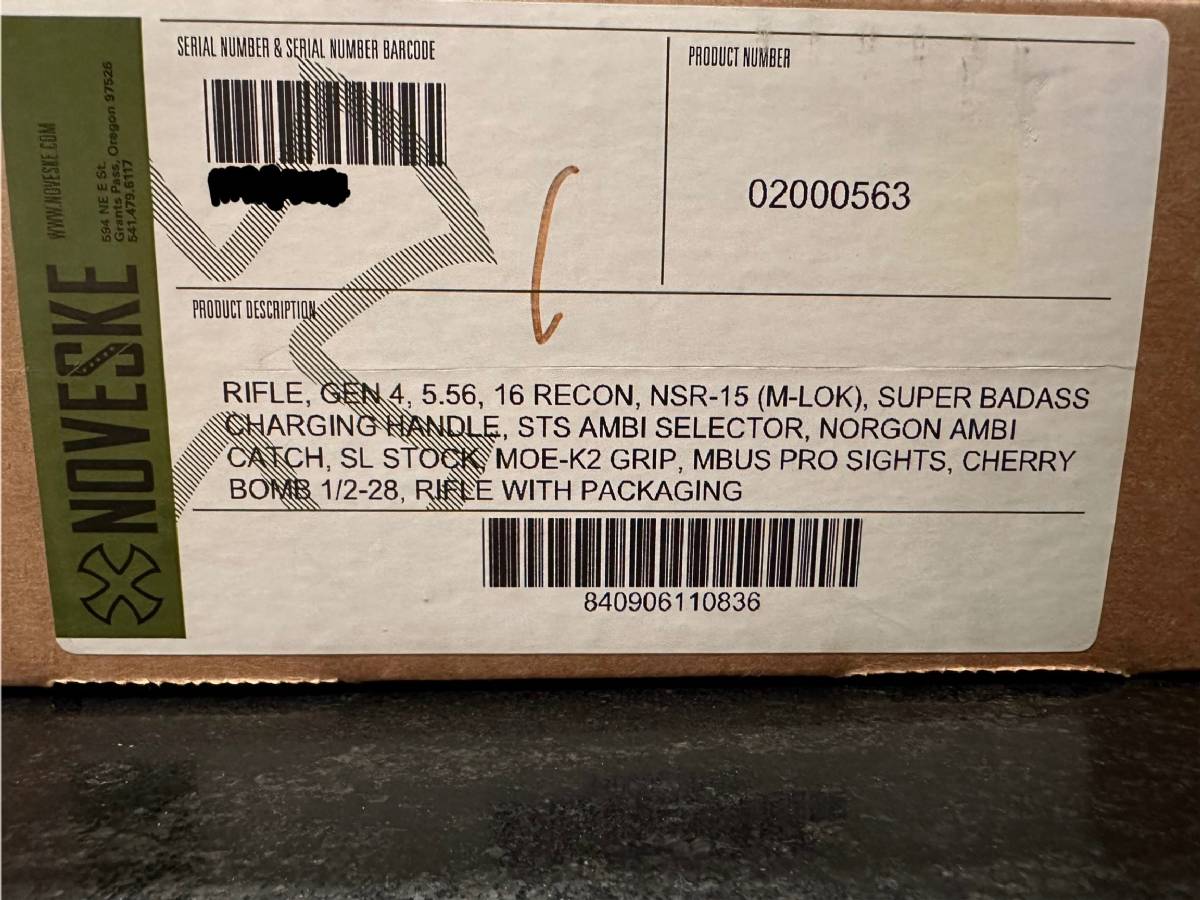 SERIAL NUMBER & SERIAL NUMBER BARCODE
PRODUCT NUMBER
02000563
PRODUCT DESCRIPTION
RIFLE, GEN 4, 5.56, 16 RECON, NSR-15 (M-LOK), SUPER BADASS
CHARGING HANDLE, STS AMBI SELECTOR, NORGON AMBI
CATCH, SL STOCK, MOE-K2 GRIP, MBUS PRO SIGHTS, CHERRY
BOMB 1/2-28, RIFLE WITH PACKAGING
840906110836
NOVESKE
WWW.NOVESKE.COM
594 NE E St.
Grants Pass, Oregon 97526
541.479.6117